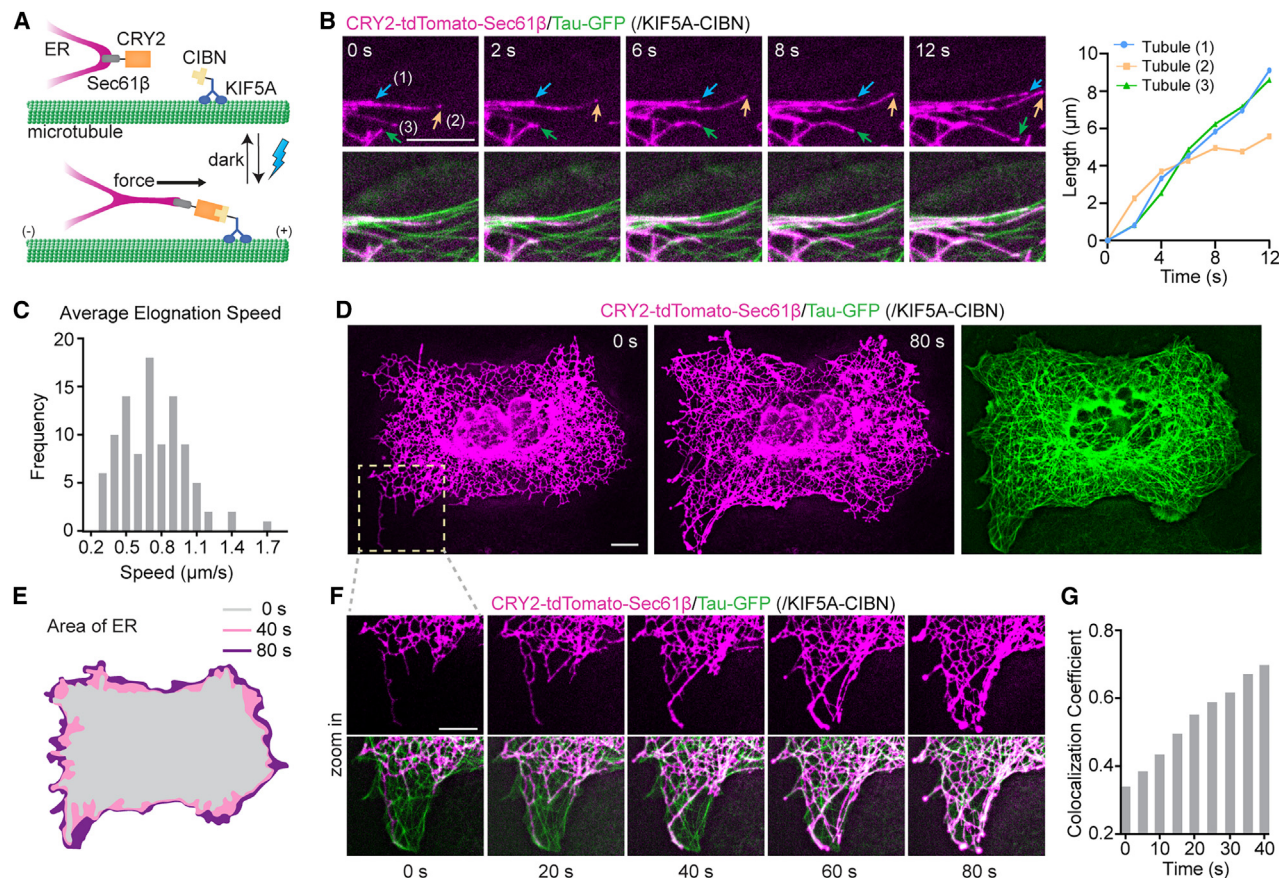 A
ER
CRY2
CIBN
Sec61β
KIF5A
microtubule
dark
force
(-)
(+)
B
CRY2-tdTomato-Sec61β/Tau-GFP (/KIF5A-CIBN)
0 s
2 s
6 s
8 s
12 s
(1)
(3)
(2)
Tubule (1)
Tubule (2)
Tubule (3)
Length (µm)
10
8
6
4
2
0
0 4 8 12
Time (s)
C
Average Elognation Speed
Frequency
20
15
10
5
0
0.2 0.5 0.8 1.1 1.4 1.7
Speed (µm/s)
D
CRY2-tdTomato-Sec61β/Tau-GFP (/KIF5A-CIBN)
0 s
80 s
E
Area of ER
0 s
40 s
80 s
F
CRY2-tdTomato-Sec61β/Tau-GFP (/KIF5A-CIBN)
zoom in
0 s
20 s
40 s
60 s
80 s
G
Colocalization Coefficient
0.8
0.6
0.4
0.2
0 10 20 30 40
Time (s)